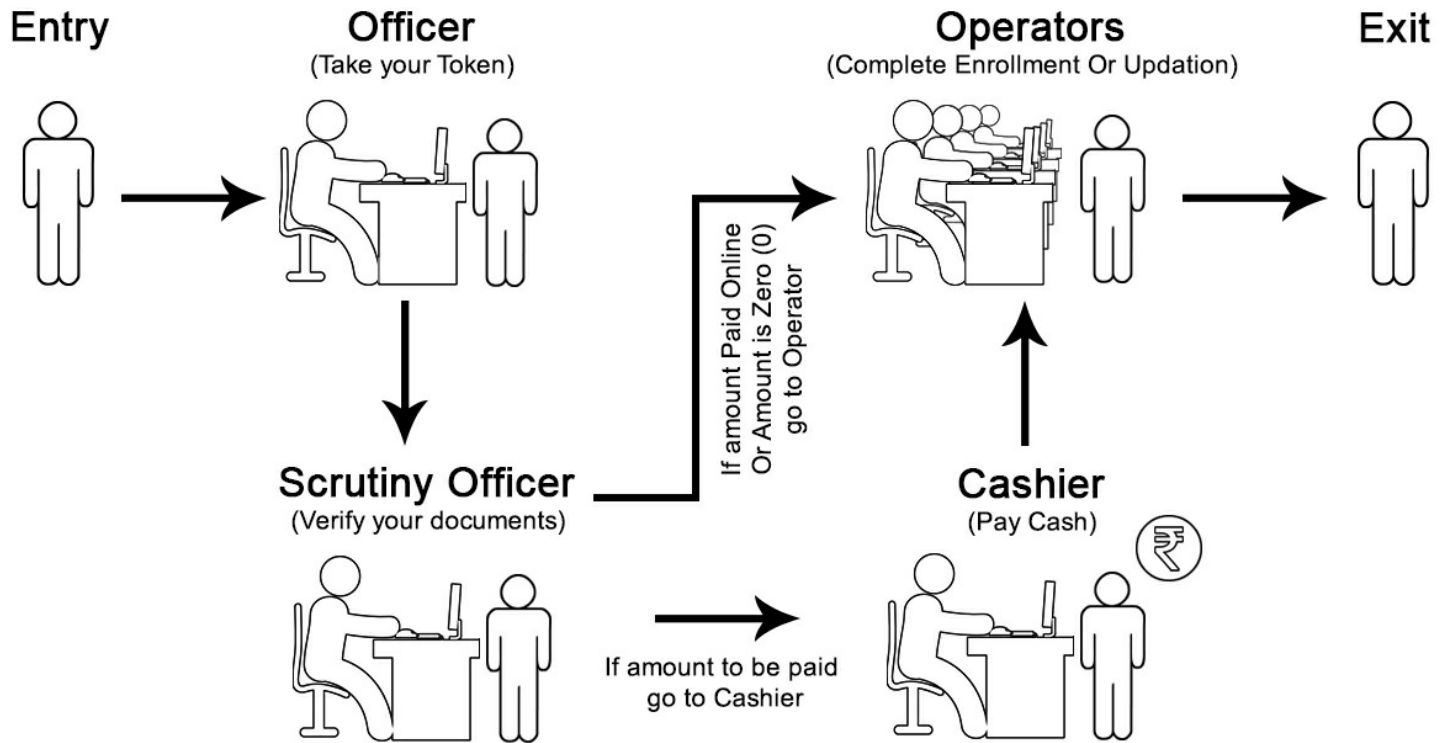 Entry
Officer
(Take your Token)
Operators
(Complete Enrollment Or Updation)
Exit
If amount Paid Online
Or Amount is Zero (0)
go to Operator
Scrutiny Officer
(Verify your documents)
Cashier
(Pay Cash)
₹
If amount to be paid
go to Cashier